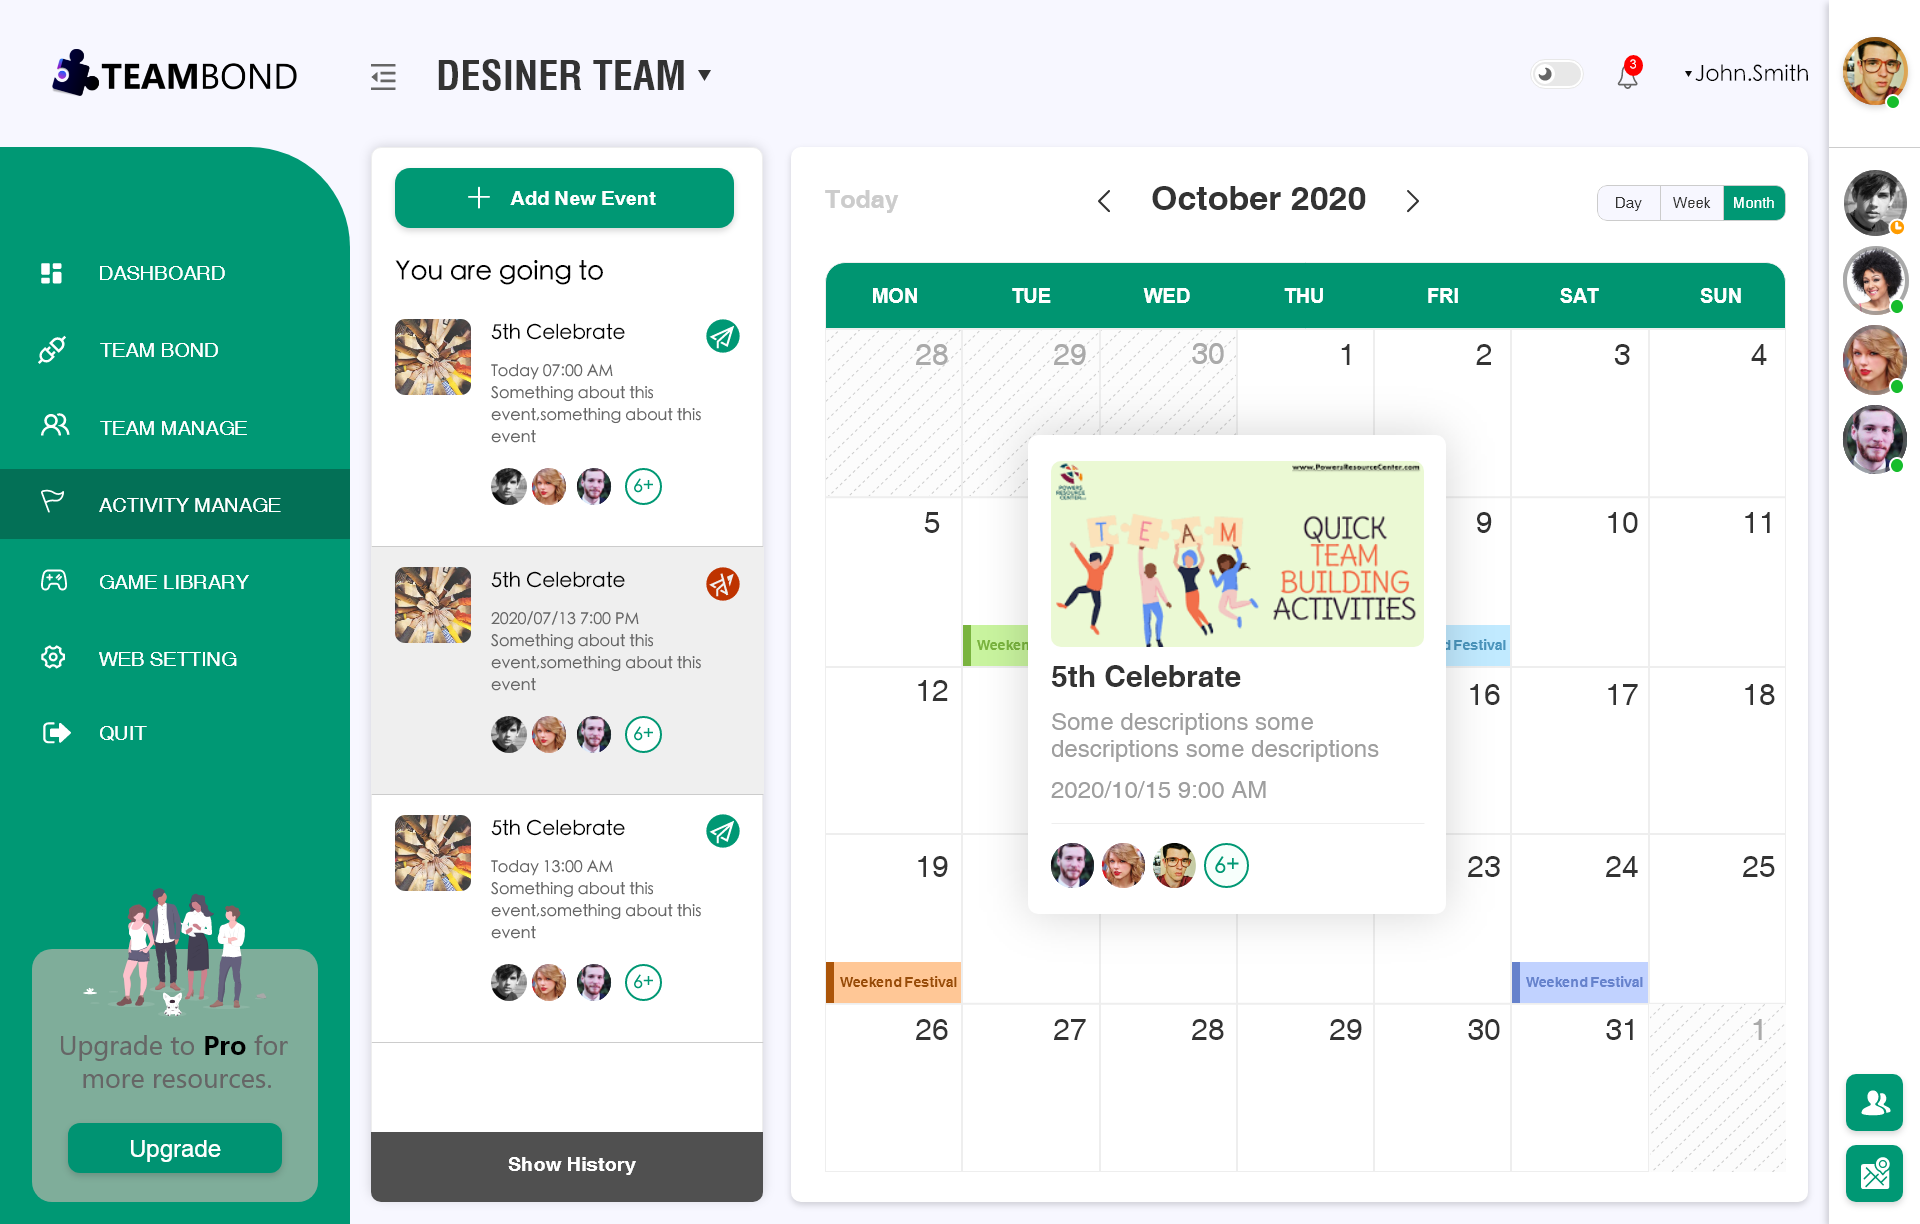 TEAMBOND
DESINER TEAM
3
John.Smith
DASHBOARD
TEAM BOND
TEAM MANAGE
ACTIVITY MANAGE
GAME LIBRARY
WEB SETTING
QUIT
Upgrade to Pro for
more resources.
Upgrade
Add New Event
You are going to
5th Celebrate
Today 07:00 AM
Something about this
event,something about this
event
6+
5th Celebrate
2020/07/13 7:00 PM
Something about this
event,something about this
event
6+
5th Celebrate
Today 13:00 AM
Something about this
event,something about this
event
6+
Show History
Today
October 2020
Day Week Month
MON TUE WED THU FRI SAT SUN
28 29 30 1 2 3 4
5 9 10 11
Weeken
d Festival
12 16 17 18
19 23 24 25
Weekend Festival
Weekend Festival
26 27 28 29 30 31 1
www.PowersResourceCenter.com
POWERS
RESOURCE
CENTER
TEAM
QUICK
TEAM
BUILDING
ACTIVITIES
5th Celebrate
Some descriptions some
descriptions some descriptions
2020/10/15 9:00 AM
6+